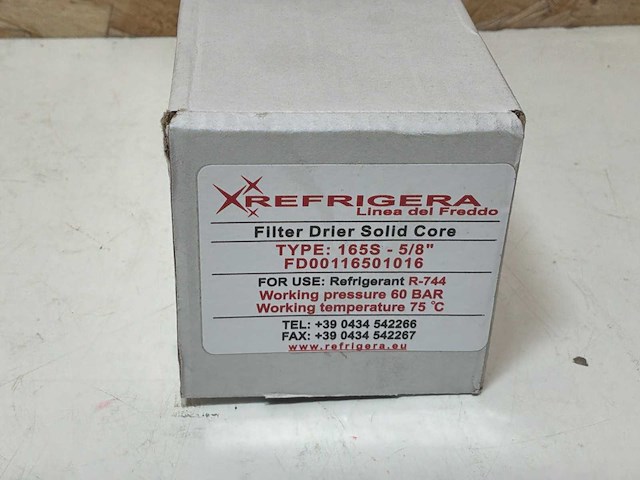 REFRIGERA
Linea del Freddo
Filter Drier Solid Core
TYPE: 165S - 5/8"
FD00116501016
FOR USE: Refrigerant R-744
Working pressure 60 BAR
Working temperature 75 °C
TEL: +39 0434 542266
FAX: +39 0434 542267
www.refrigera.eu